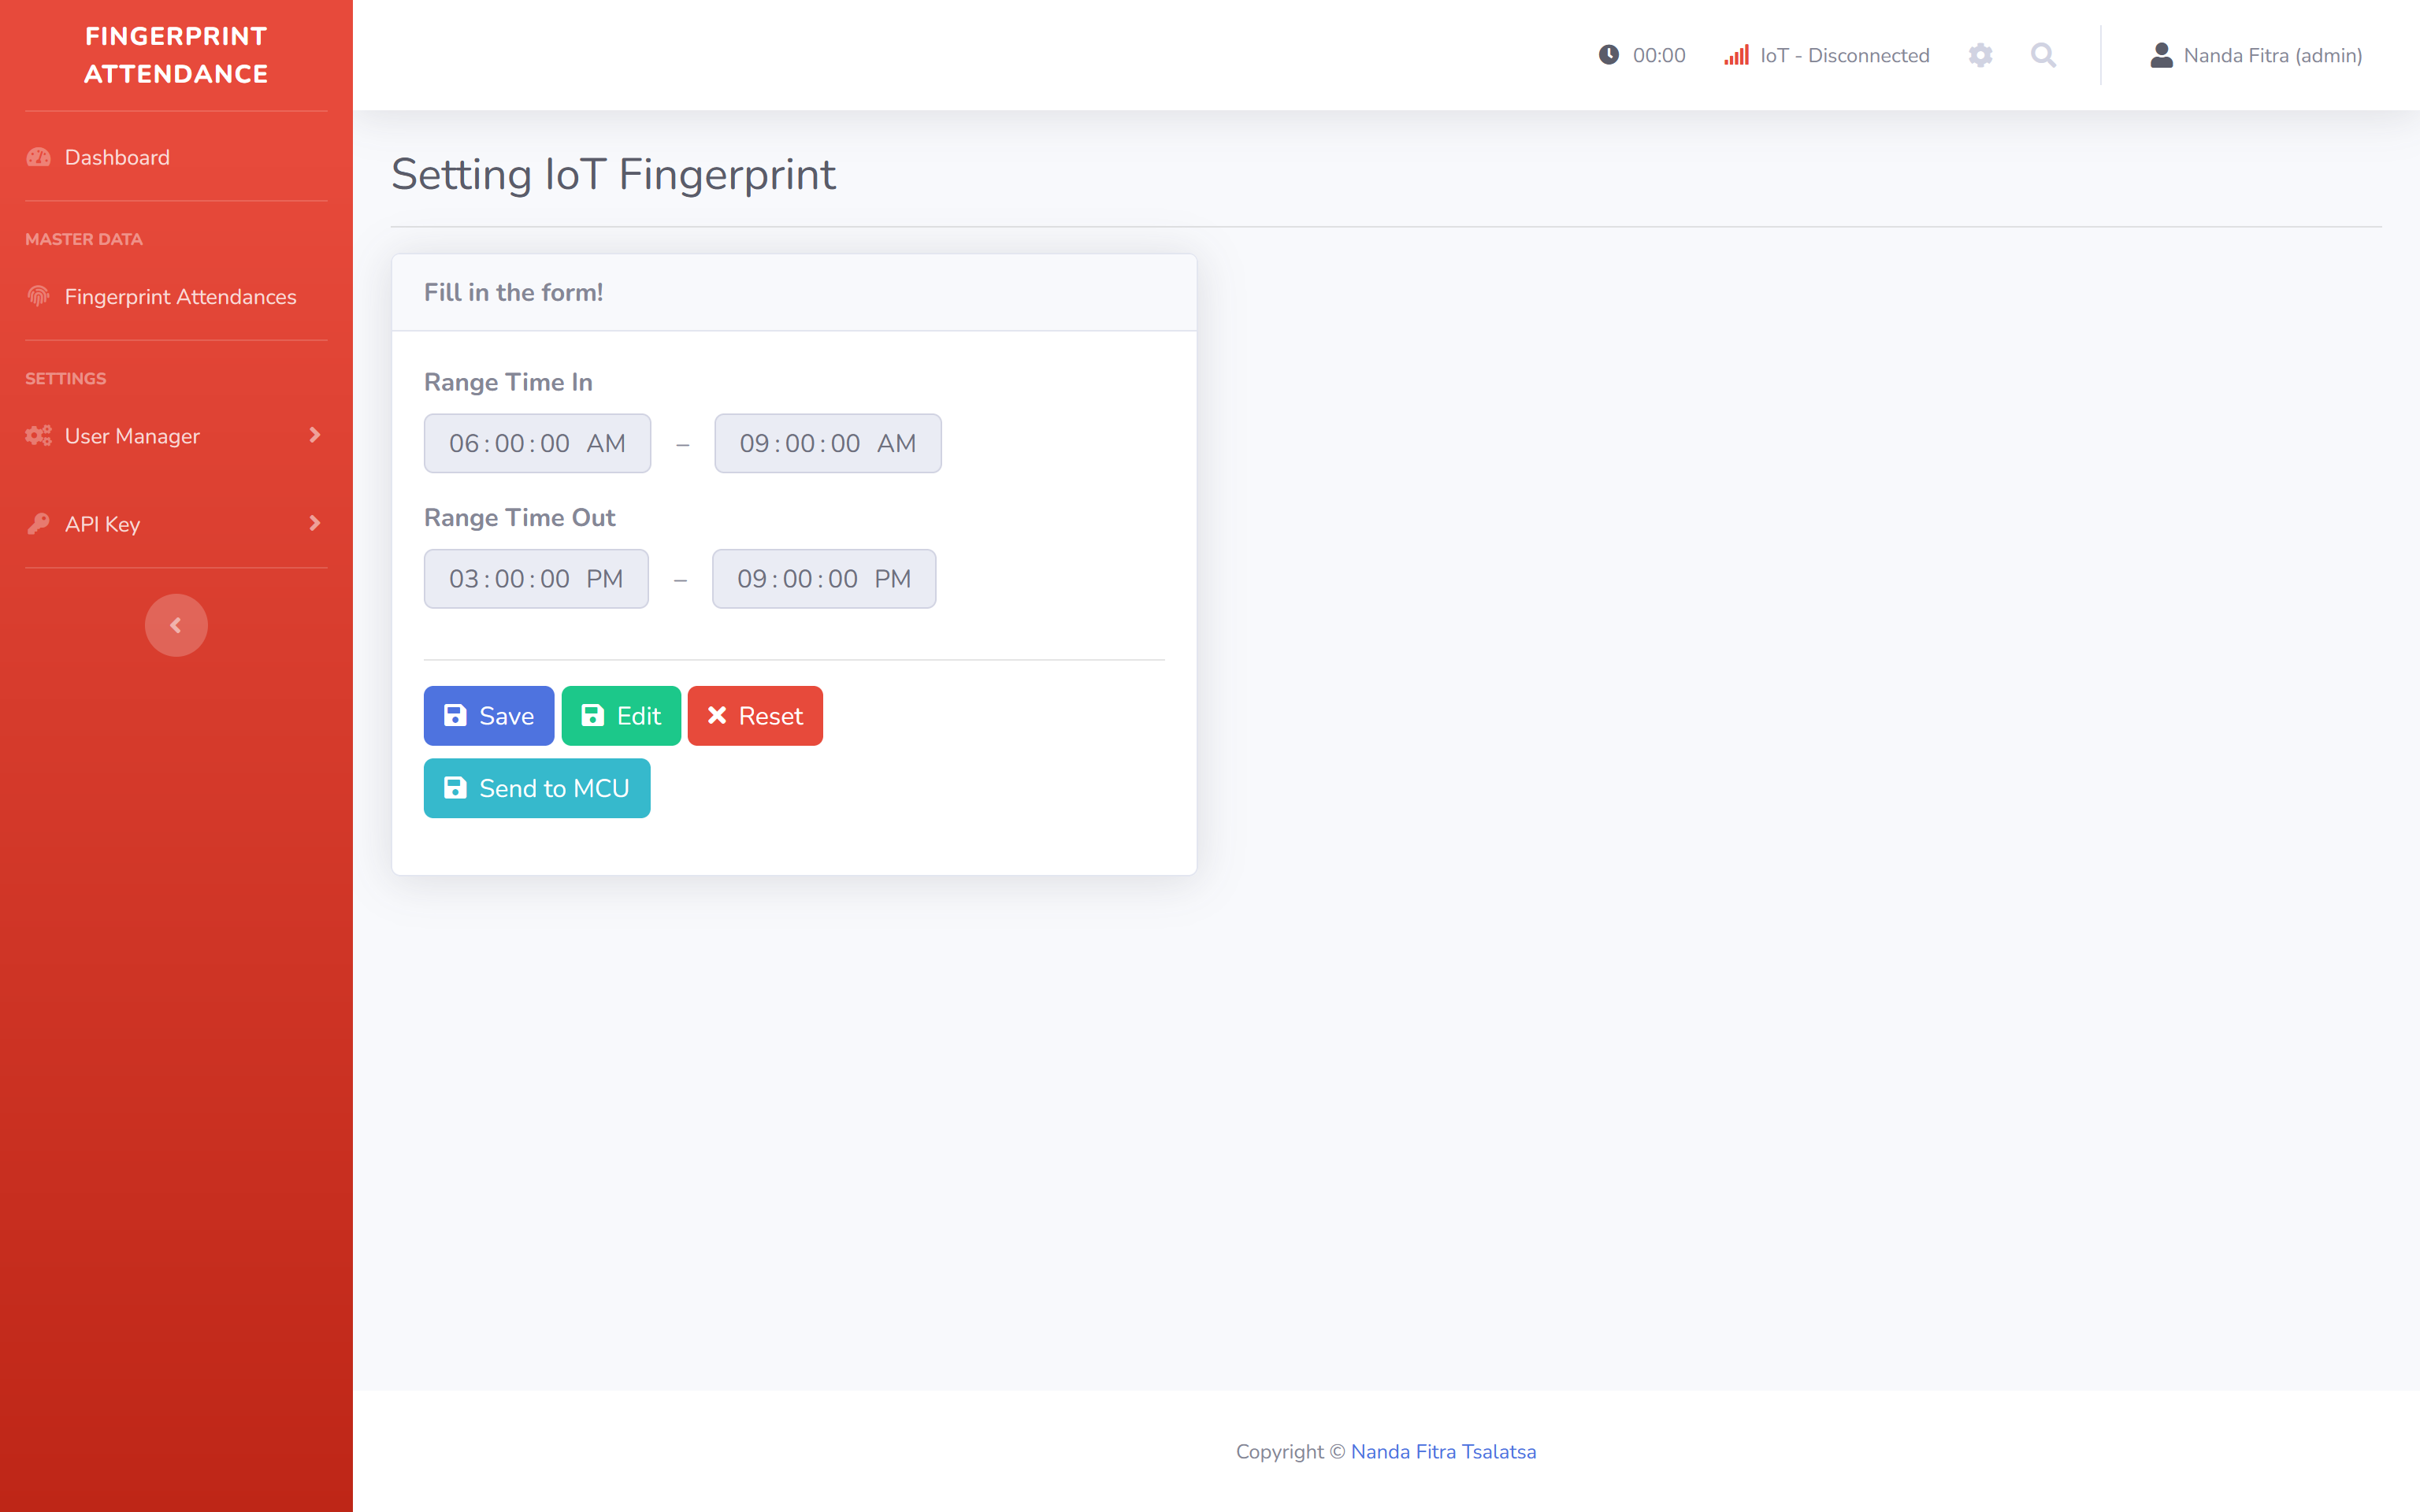 FINGERPRINT
ATTENDANCE
00:00
IoT - Disconnected
Nanda Fitra (admin)
Dashboard
MASTER DATA
Fingerprint Attendances
SETTINGS
User Manager
API Key
Setting IoT Fingerprint
Fill in the form!
Range Time In
06:00:00 AM – 09:00:00 AM
Range Time Out
03:00:00 PM – 09:00:00 PM
Save Edit Reset
Send to MCU
Copyright © Nanda Fitra Tsalatsa